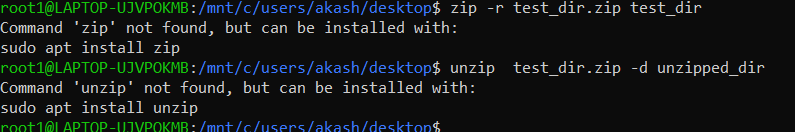 root1@LAPTOP-UJVPOKMB:/mnt/c/users/akash/desktop$ zip -r test_dir.zip test_dir
Command 'zip' not found, but can be installed with:
sudo apt install zip
root1@LAPTOP-UJVPOKMB:/mnt/c/users/akash/desktop$ unzip  test_dir.zip -d unzipped_dir
Command 'unzip' not found, but can be installed with:
sudo apt install unzip
root1@LAPTOP-UJVPOKMB:/mnt/c/users/akash/desktop$